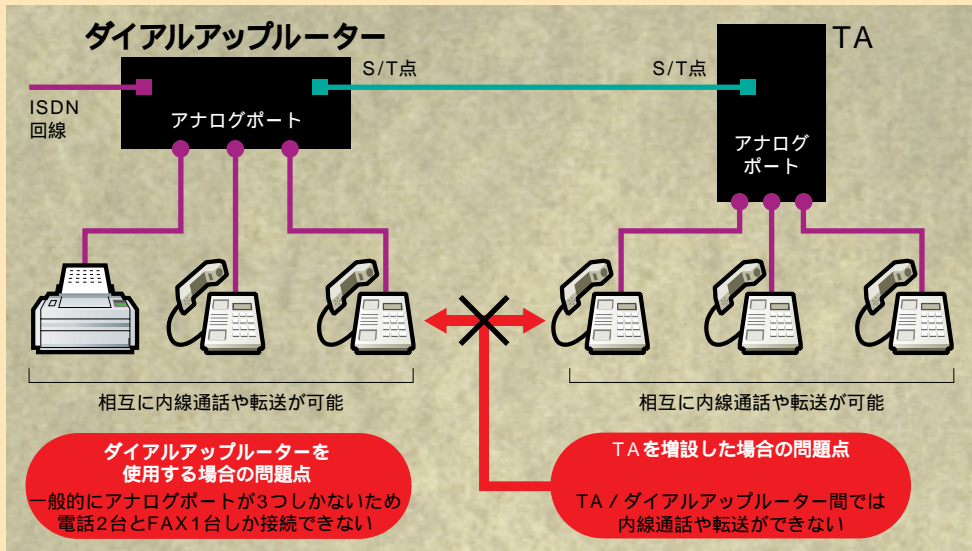 ダイアルアップルーター
TA
S/T点
S/T点
ISDN
回線
アナログポート
アナログ
ポート
相互に内線通話や転送が可能
相互に内線通話や転送が可能
ダイアルアップルーターを
使用する場合の問題点
一般的にアナログポートが3つしかないため
電話2台とFAX1台しか接続できない
TAを増設した場合の問題点
TA/ダイアルアップルーター間では
内線通話や転送ができない